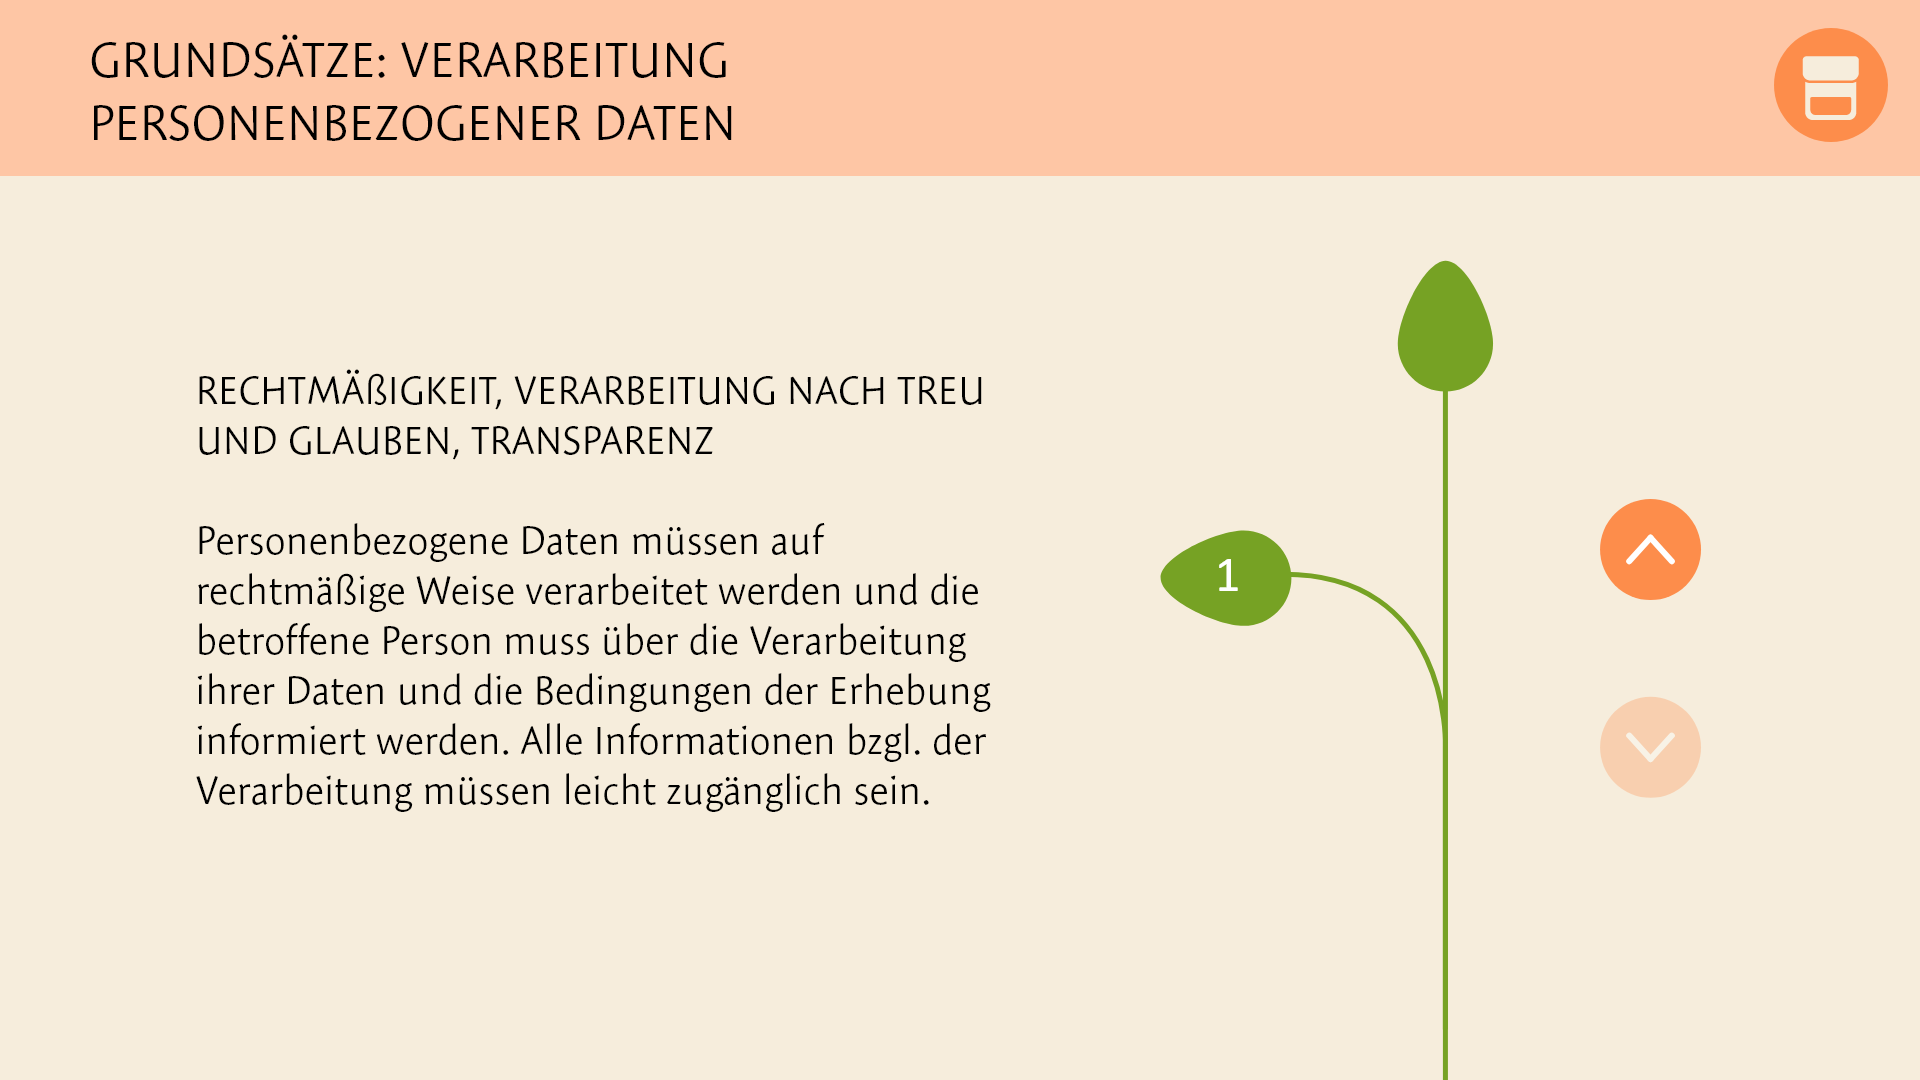 GRUNDSÄTZE: VERARBEITUNG
PERSONENBEZOGENER DATEN
RECHTMÄßIGKEIT, VERARBEITUNG NACH TREU
UND GLAUBEN, TRANSPARENZ
Personenbezogene Daten müssen auf
rechtmäßige Weise verarbeitet werden und die
betroffene Person muss über die Verarbeitung
ihrer Daten und die Bedingungen der Erhebung
informiert werden. Alle Informationen bzgl. der
Verarbeitung müssen leicht zugänglich sein.
1